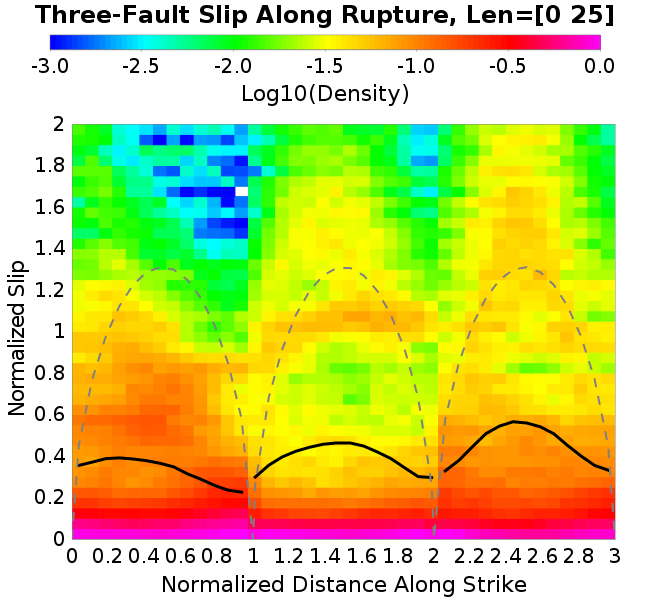 Three-Fault Slip Along Rupture, Len=[0 25]
-3.0 -2.5 -2.0 -1.5 -1.0 -0.5 0.0
Log10(Density)
2
1.8
1.6
1.4
1.2
1
0.8
0.6
0.4
0.2
0
Normalized Slip
0 0.2 0.4 0.6 0.8 1 1.2 1.4 1.6 1.8 2 2.2 2.4 2.6 2.8 3
Normalized Distance Along Strike